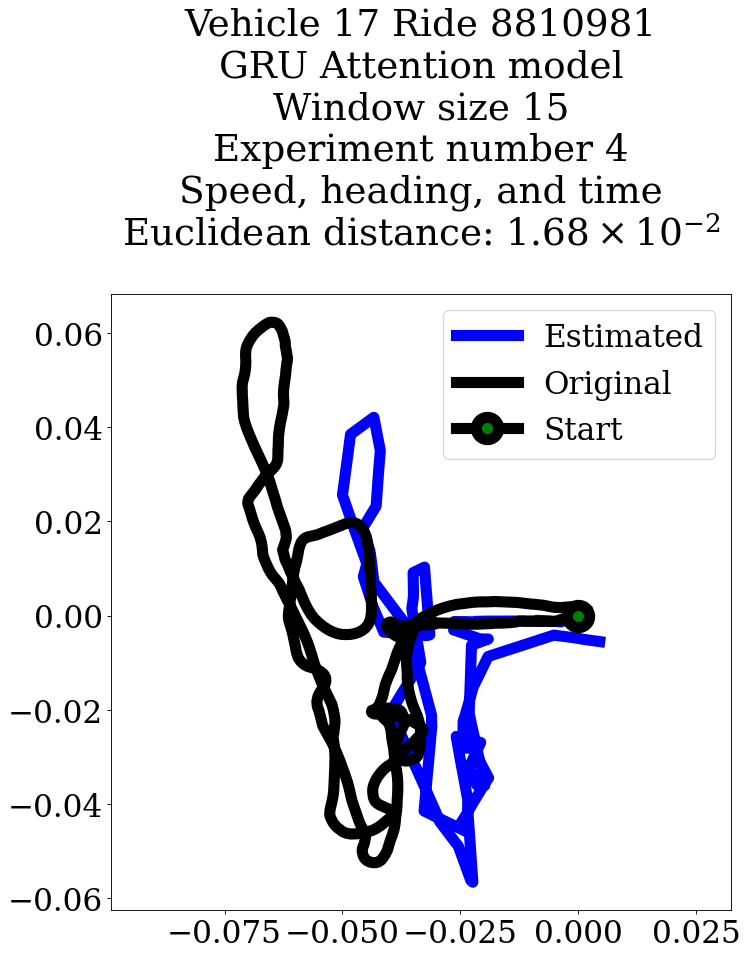 Vehicle 17 Ride 8810981
GRU Attention model
Window size 15
Experiment number 4
Speed, heading, and time
Euclidean distance: 1.68 × 10⁻²
Estimated
Original
Start
0.06
0.04
0.02
0.00
−0.02
−0.04
−0.06
−0.075 −0.050 −0.025 0.000 0.025